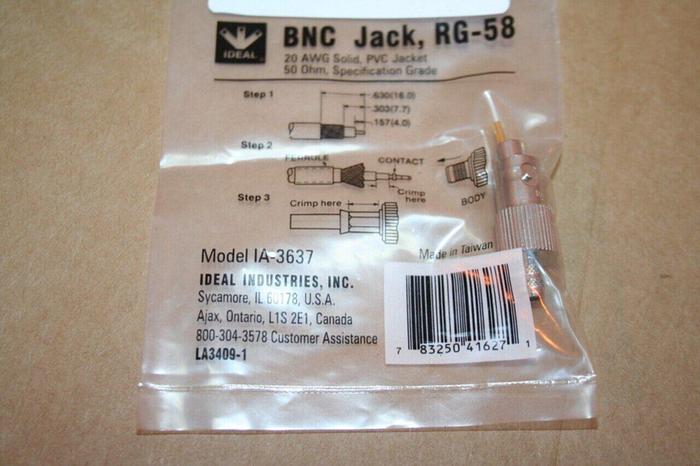 IDEAL
BNC Jack, RG-58
20 AWG Solid, PVC Jacket
50 Ohm, Specification Grade
Step 1
.630(16.0)
.303(7.7)
.157(4.0)
Step 2
FERRULE
CONTACT
Crimp
here
BODY
Step 3
Crimp here
Model IA-3637
Made in Taiwan
IDEAL INDUSTRIES, INC.
Sycamore, IL 60178, U.S.A.
Ajax, Ontario, L1S 2E1, Canada
800-304-3578 Customer Assistance
LA3409-1
7 83250 41627 1